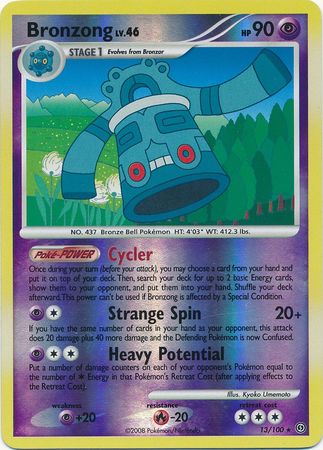 Bronzong LV.46 HP 90
STAGE 1 Evolves from Bronzor
NO. 437 Bronze Bell Pokémon HT: 4'03" WT: 412.3 lbs.
Poké-POWER Cycler
Once during your turn (before your attack), you may choose a card from your hand and
put it on top of your deck. Then, search your deck for up to 2 basic Energy cards,
show them to your opponent, and put them into your hand. Shuffle your deck
afterward. This power can't be used if Bronzong is affected by a Special Condition.
Strange Spin 20+
If you have the same number of cards in your hand as your opponent, this attack
does 20 damage plus 40 more damage and the Defending Pokémon is now Confused.
Heavy Potential
Put a number of damage counters on each of your opponent's Pokémon equal to
the number of Energy in that Pokémon's Retreat Cost (after applying effects to
the Retreat Cost).
Illus. Kyoko Umemoto
weakness resistance retreat cost
+20 -20
©2008 Pokémon/Nintendo 13/100 ★